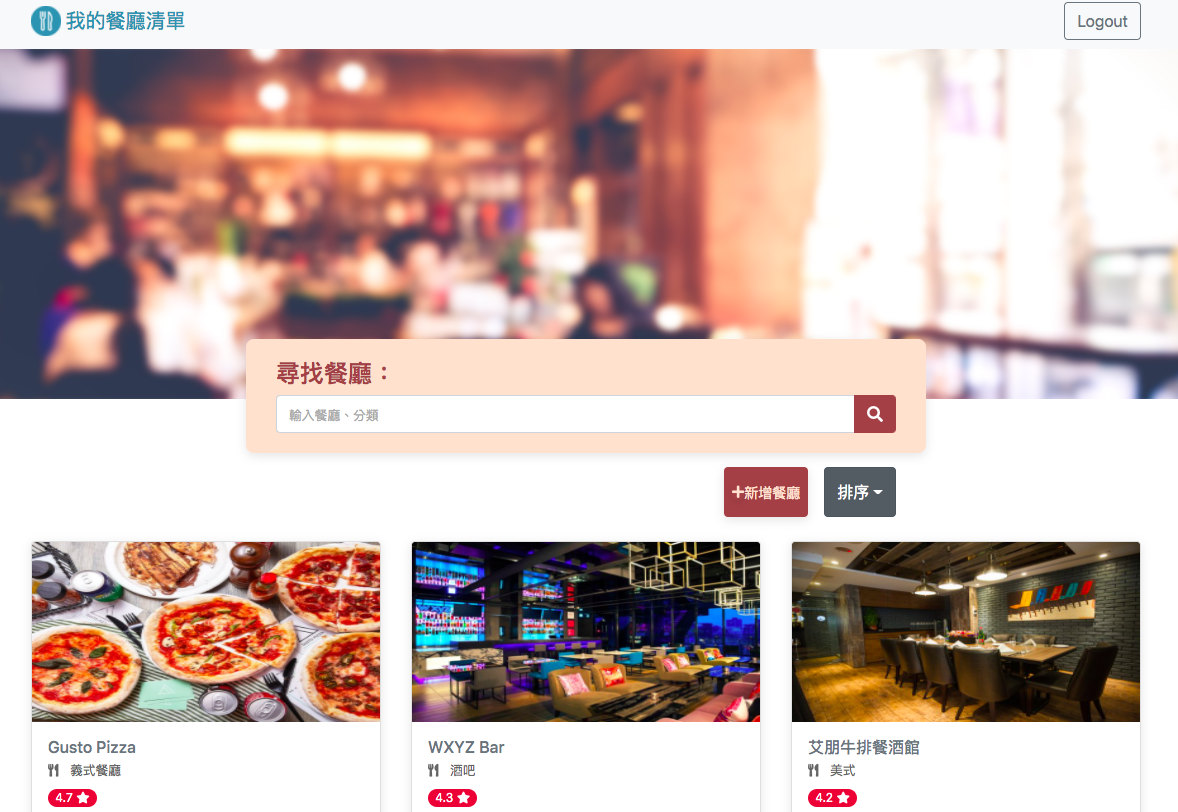 我的餐廳清單
Logout
尋找餐廳：
輸入餐廳、分類
+新增餐廳
排序
Gusto Pizza
WXYZ Bar
艾朋牛排餐酒館
義式餐廳
酒吧
美式
4.7
4.3
4.2